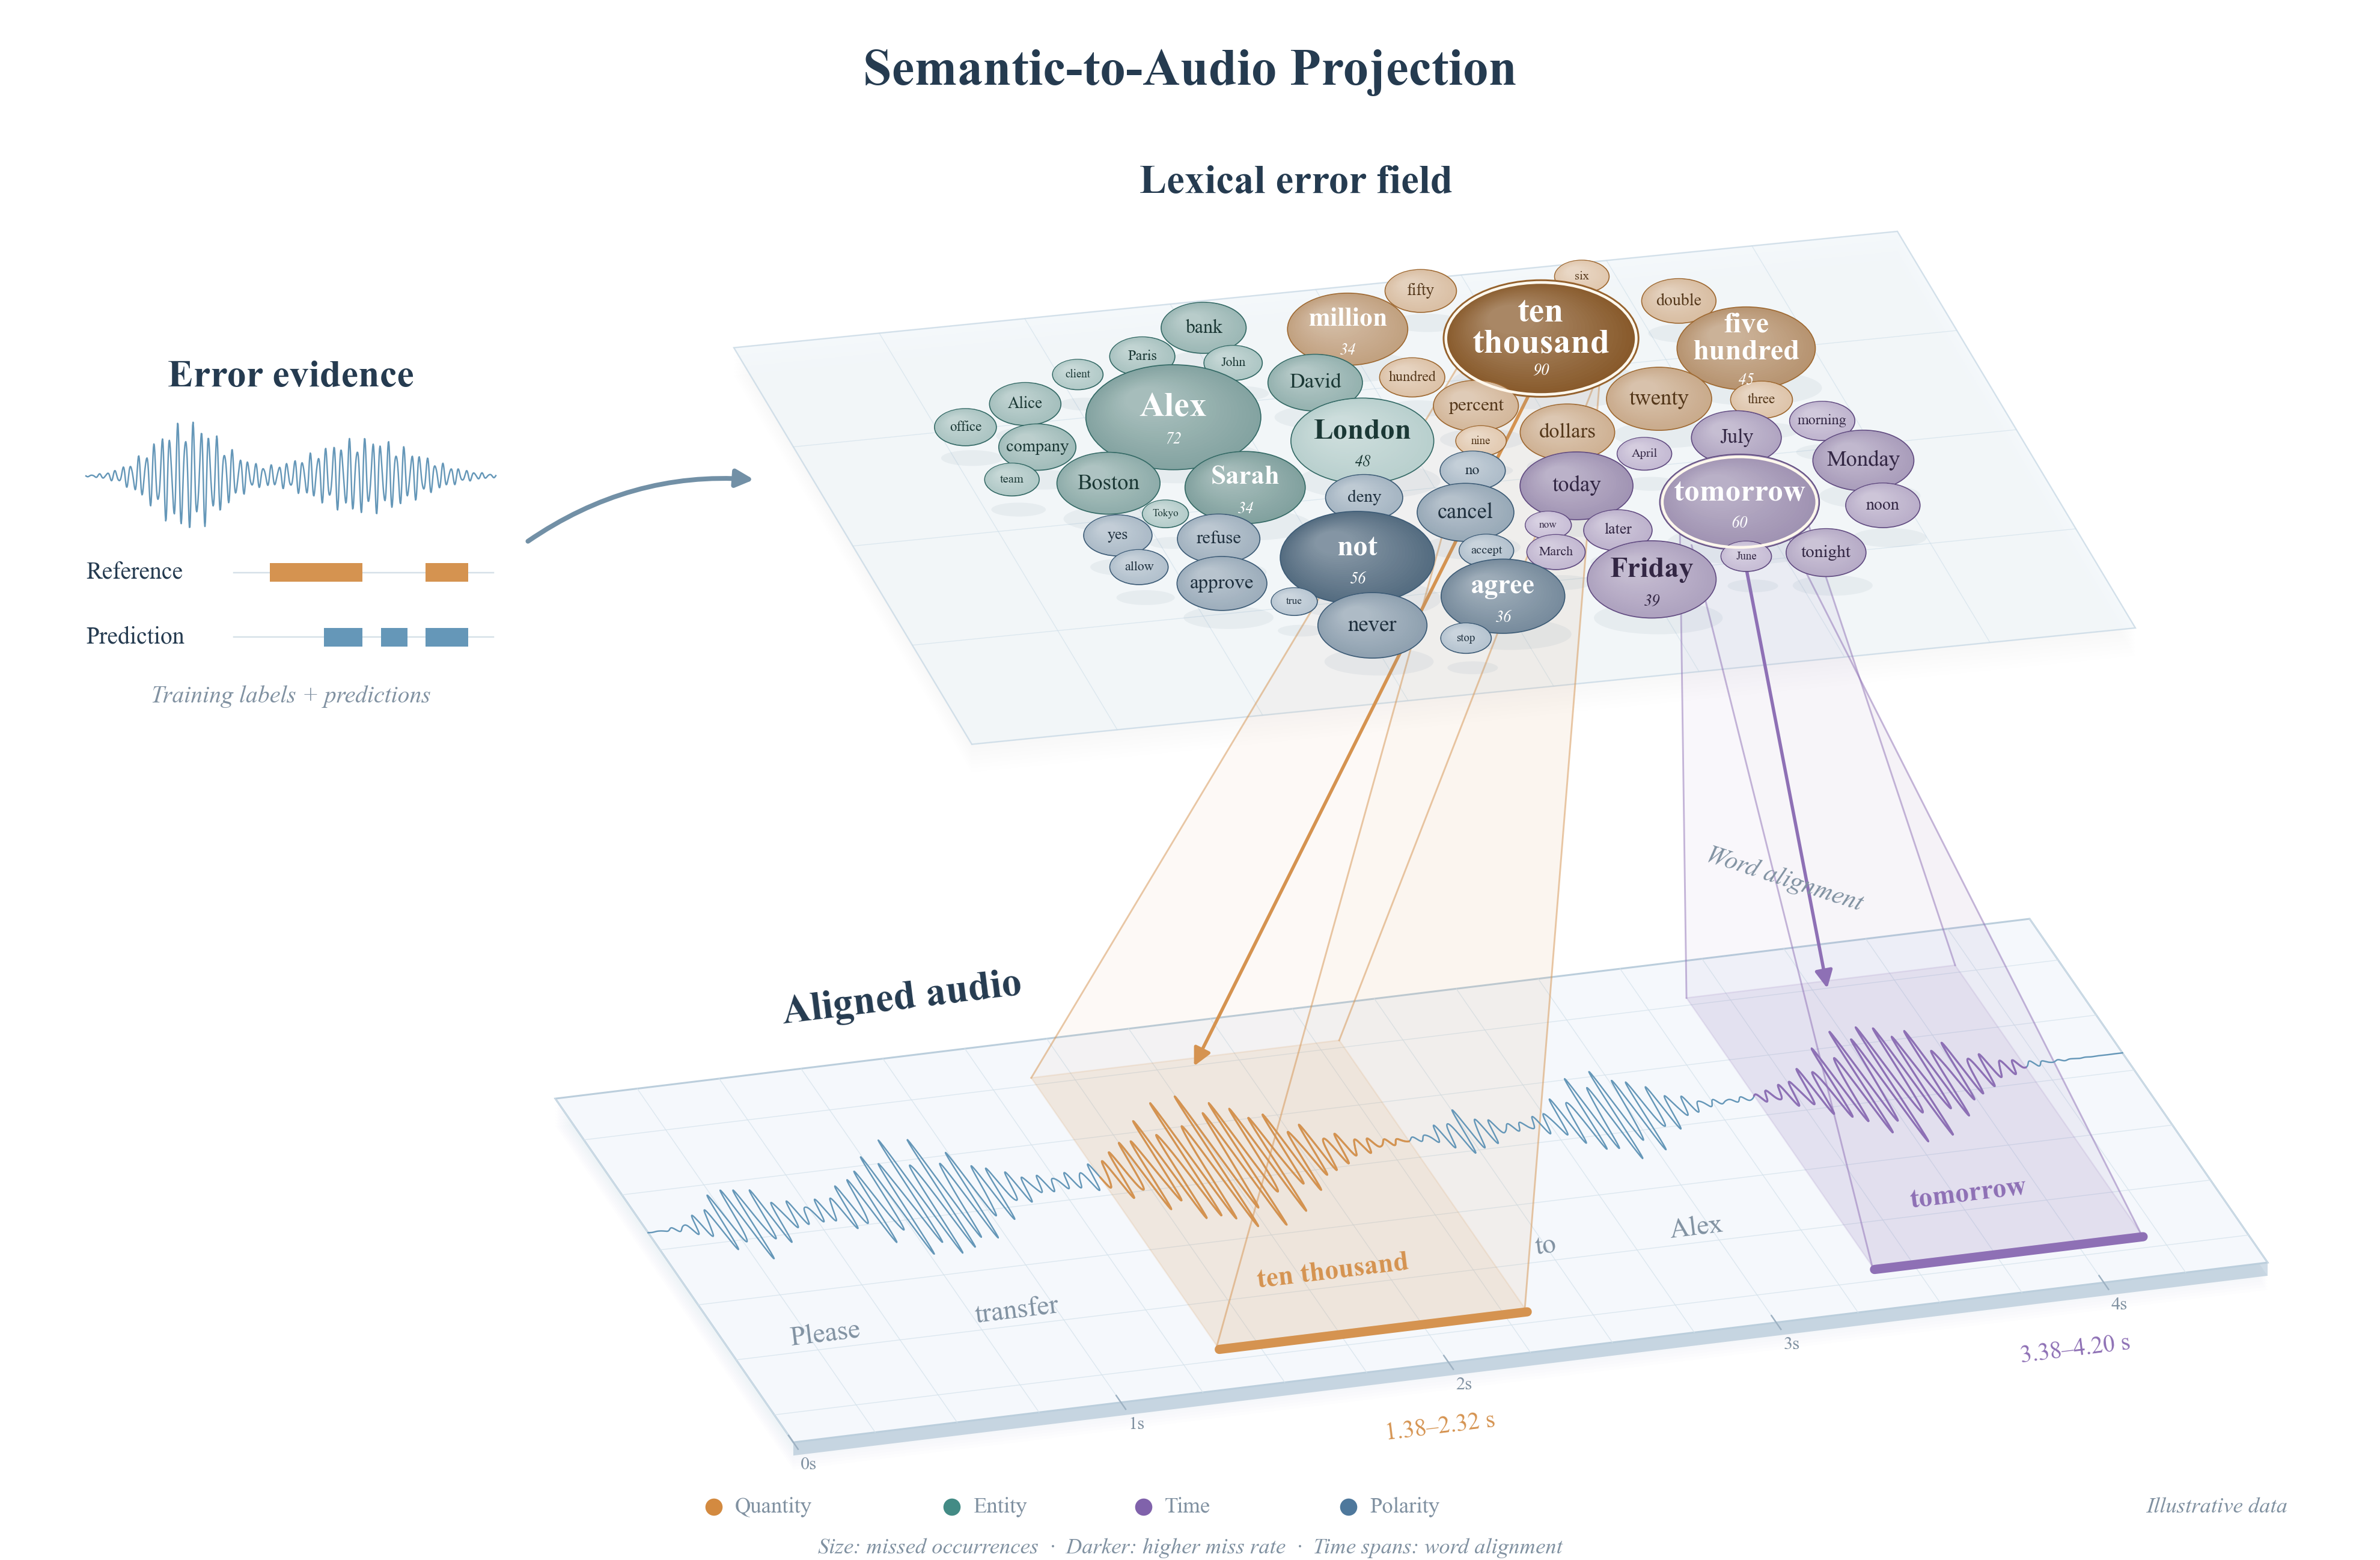 Semantic-to-Audio Projection
Lexical error field
Error evidence
Reference
Prediction
Training labels + predictions
six
fifty
double
ten
thousand
90
million
34
five
hundred
45
bank
Paris
John
client
David
hundred
percent
twenty
three
Alice
Alex
72
office
company
London
48
nine
dollars
July
morning
April
Monday
team
Boston
Sarah
34
no
today
tomorrow
60
noon
deny
cancel
Tokyo
yes
refuse
now
later
not
56
accept
March
June
tonight
allow
approve
agree
36
Friday
39
true
never
stop
Word alignment
Aligned audio
Please
transfer
ten thousand
to
Alex
tomorrow
0s
1s
2s
3s
4s
1.38–2.32 s
3.38–4.20 s
Quantity
Entity
Time
Polarity
Illustrative data
Size: missed occurrences · Darker: higher miss rate · Time spans: word alignment